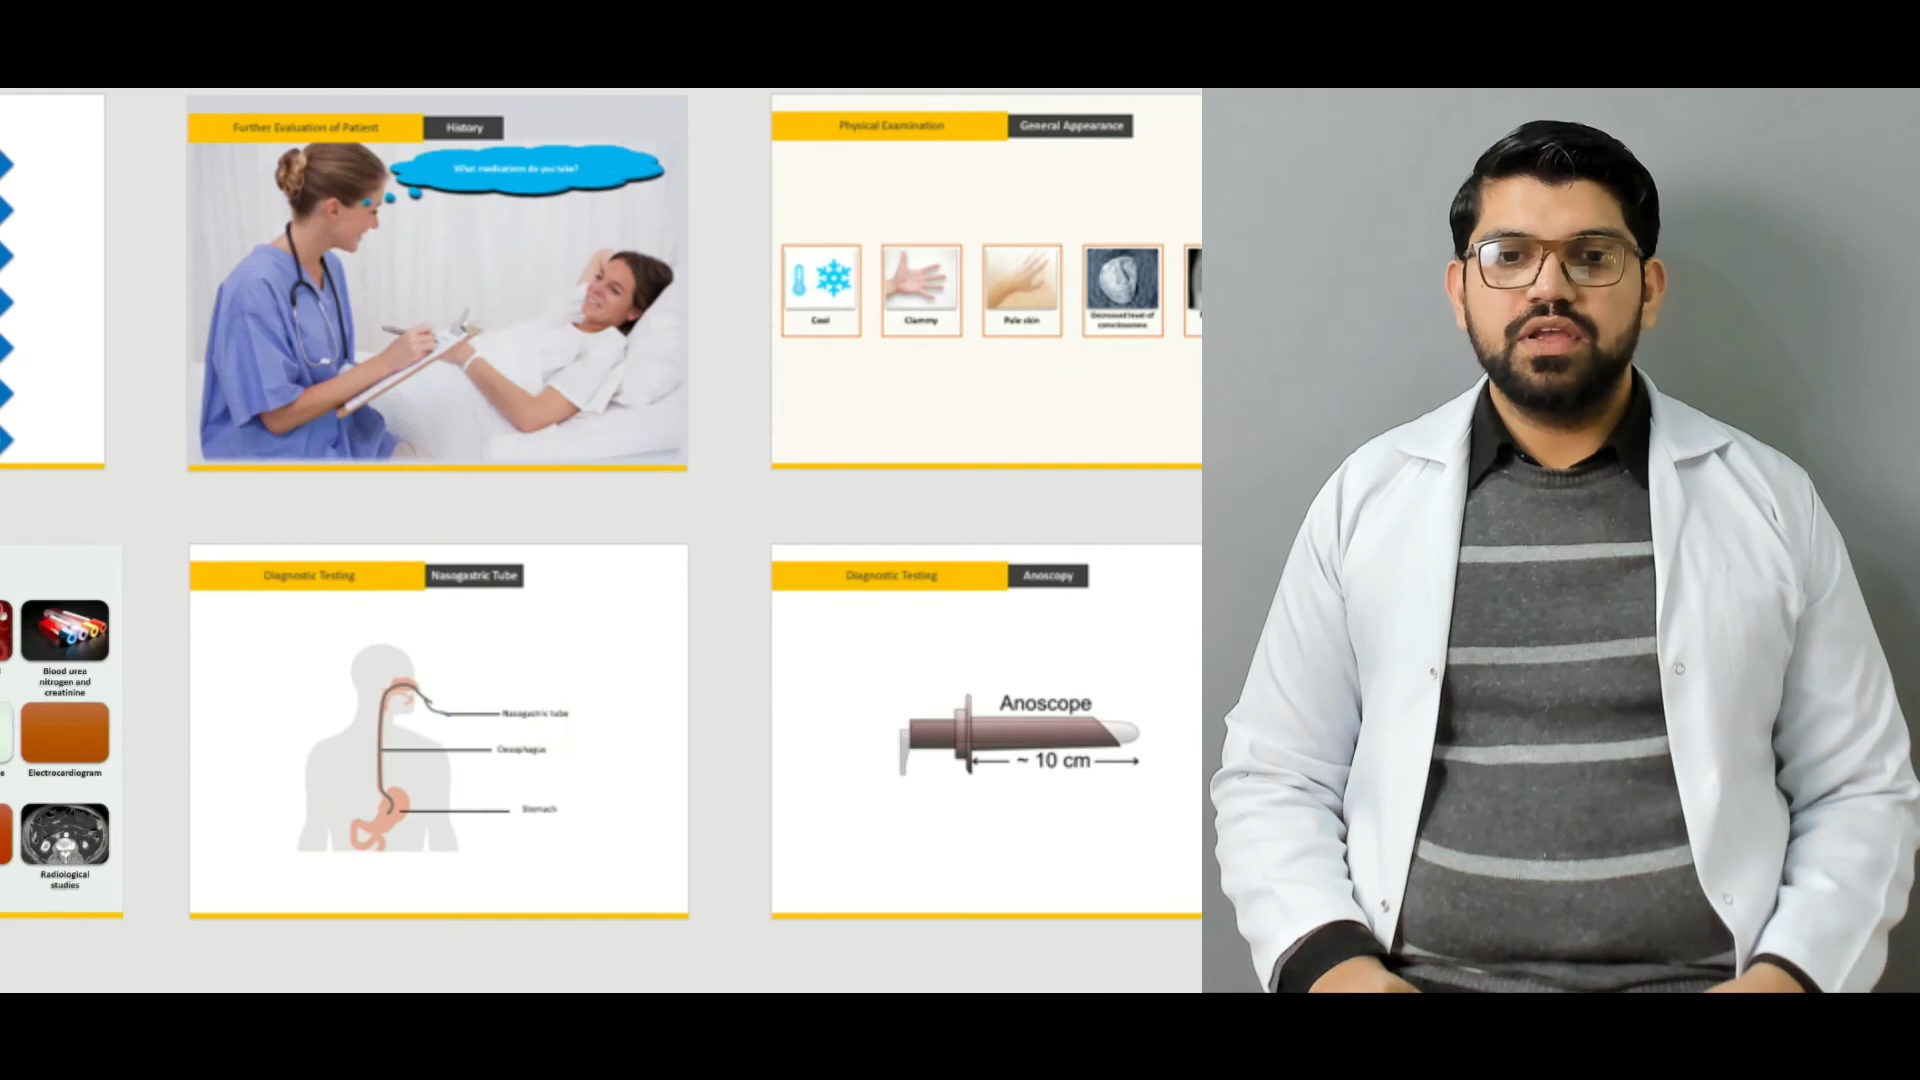 Further Evaluation of Patient
History
What medications do you take?
Physical Examination
General Appearance
Cool
Clammy
Pale skin
Decreased level of
consciousness
Blood urea
nitrogen and
creatinine
Electrocardiogram
Radiological
studies
Diagnostic Testing
Nasogastric Tube
Nasogastric tube
Oesophagus
Stomach
Diagnostic Testing
Anoscopy
Anoscope
~ 10 cm